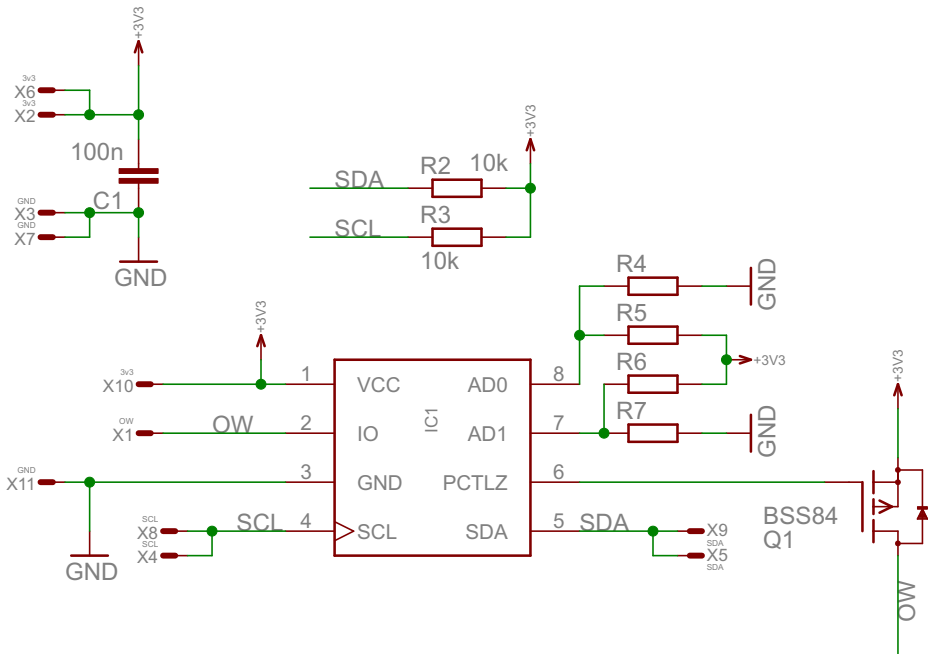 +3V3
3v3
X6
3v3
X2
100n
C1
GND
X3
GND
X7
GND
+3V3
R2 10k
SDA
R3
SCL
10k
R4
GND
R5
+3V3
R6
R7
GND
+3V3
3v3
X10
1 VCC
AD0 8
OW
X1
OW
2 IO
IC1
AD1 7
GND
X11
3 GND
PCTLZ 6
GND
SCL
X8
SCL
X4
SCL
4 SCL
SDA 5
SDA
X9
SDA
X5
SDA
+3V3
BSS84
Q1
OW